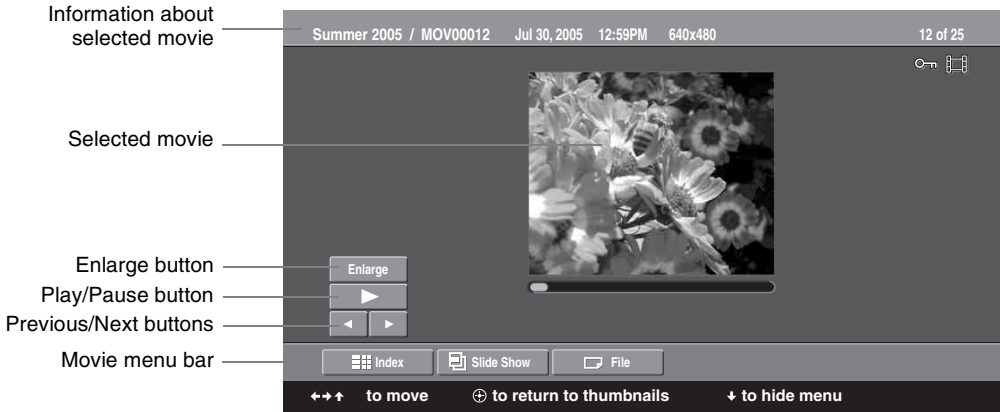 Information about
selected movie
Summer 2005 / MOV00012 Jul 30, 2005 12:59PM 640x480 12 of 25
Selected movie
Enlarge button
Enlarge
Play/Pause button
Previous/Next buttons
Movie menu bar
Index Slide Show File
to move to return to thumbnails to hide menu